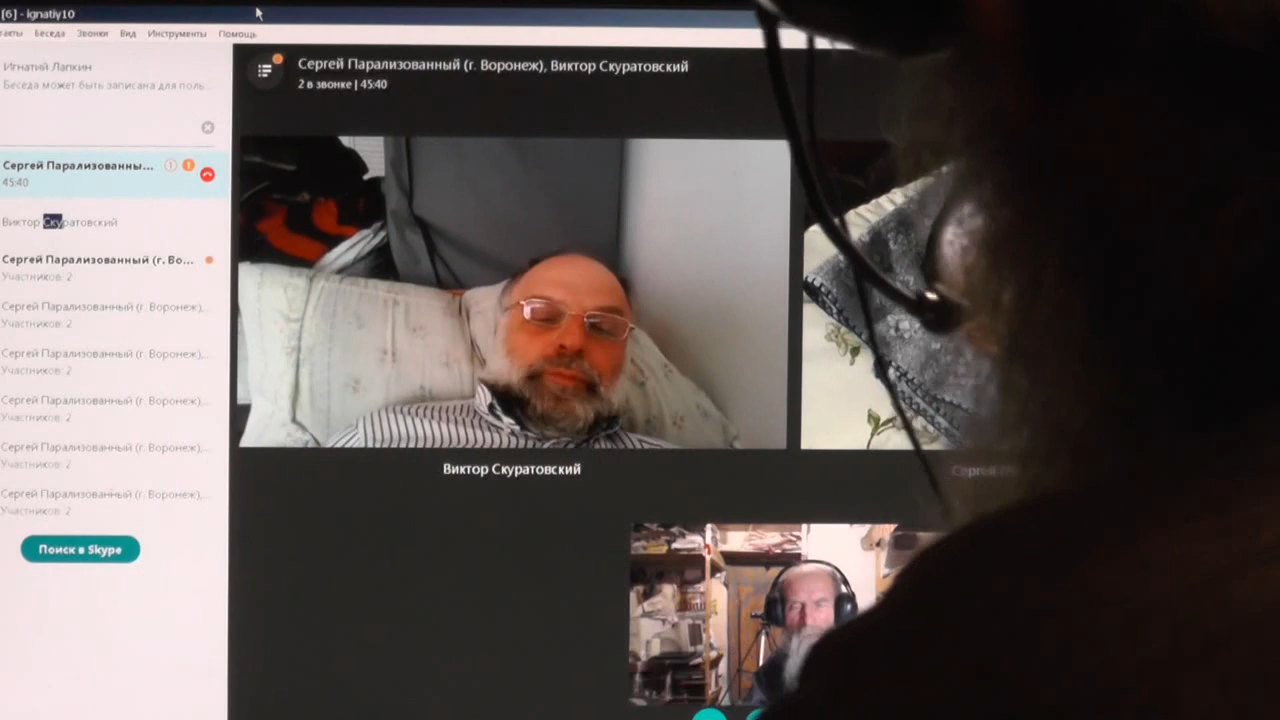 [6] - ignatiy10
такты Беседа Звонки Вид Инструменты Помощь
Игнатий Лапкин
Беседа может быть записана для поль...
Сергей Парализованны...
45:40
Виктор Скуратовский
Сергей Парализованный (г. Во...
Участников: 2
Сергей Парализованный (г. Воронеж),...
Участников: 2
Сергей Парализованный (г. Воронеж),...
Участников: 2
Сергей Парализованный (г. Воронеж),...
Участников: 2
Сергей Парализованный (г. Воронеж),...
Участников: 2
Сергей Парализованный (г. Воронеж),...
Участников: 2
Поиск в Skype
Сергей Парализованный (г. Воронеж), Виктор Скуратовский
2 в звонке | 45:40
Виктор Скуратовский
Сергей